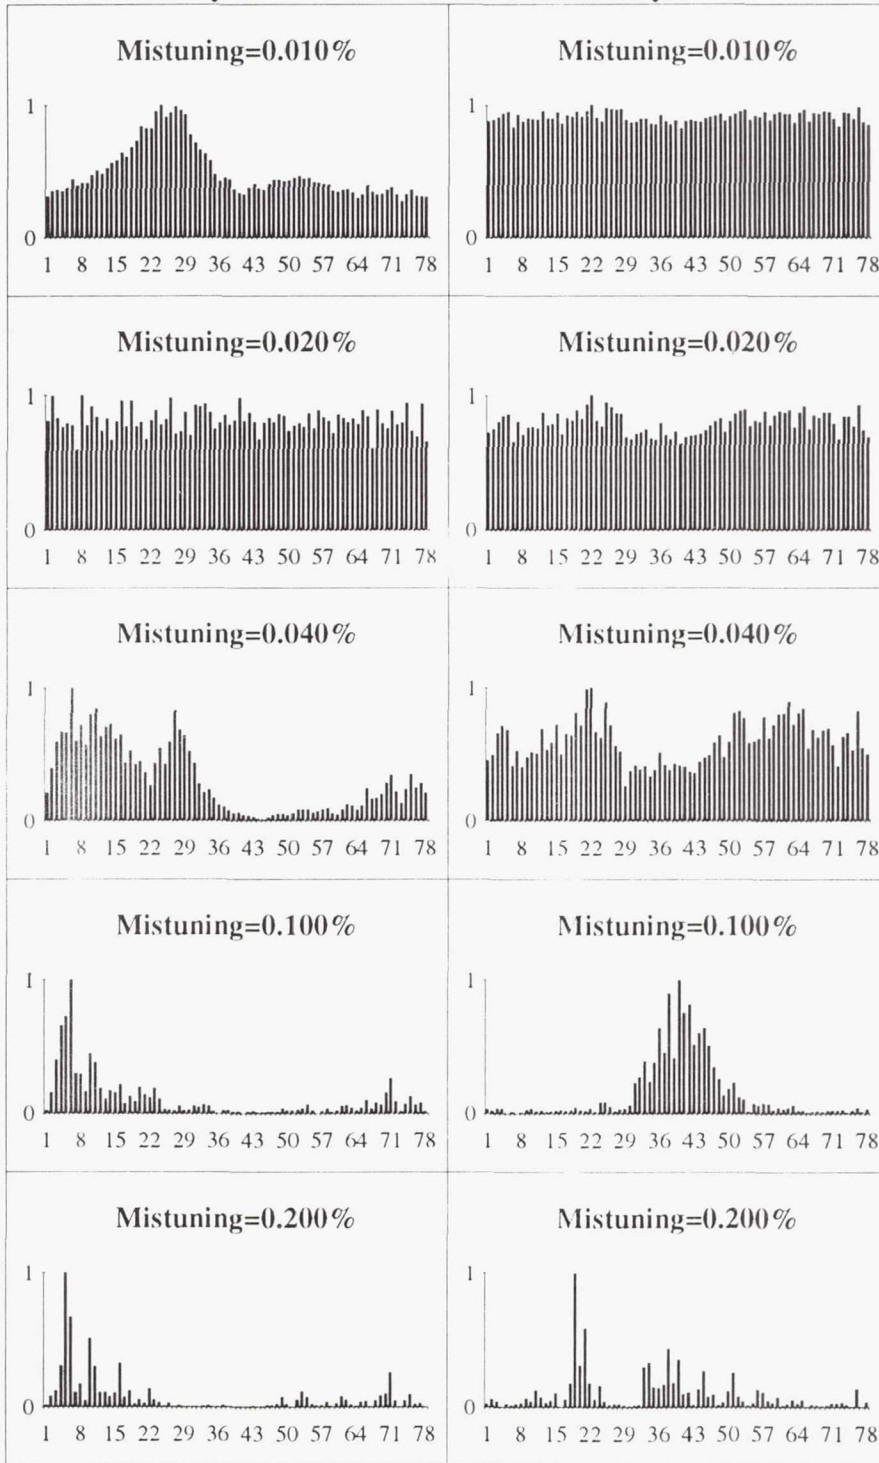 Mistuning=0.010% Mistuning=0.010%
1 1
0 0
1 8 15 22 29 36 43 50 57 64 71 78 1 8 15 22 29 36 43 50 57 64 71 78
Mistuning=0.020% Mistuning=0.020%
1 1
0 0
1 8 15 22 29 36 43 50 57 64 71 78 1 8 15 22 29 36 43 50 57 64 71 78
Mistuning=0.040% Mistuning=0.040%
1 1
0 0
1 8 15 22 29 36 43 50 57 64 71 78 1 8 15 22 29 36 43 50 57 64 71 78
Mistuning=0.100% Mistuning=0.100%
1 1
0 0
1 8 15 22 29 36 43 50 57 64 71 78 1 8 15 22 29 36 43 50 57 64 71 78
Mistuning=0.200% Mistuning=0.200%
1 1
0 0
1 8 15 22 29 36 43 50 57 64 71 78 1 8 15 22 29 36 43 50 57 64 71 78